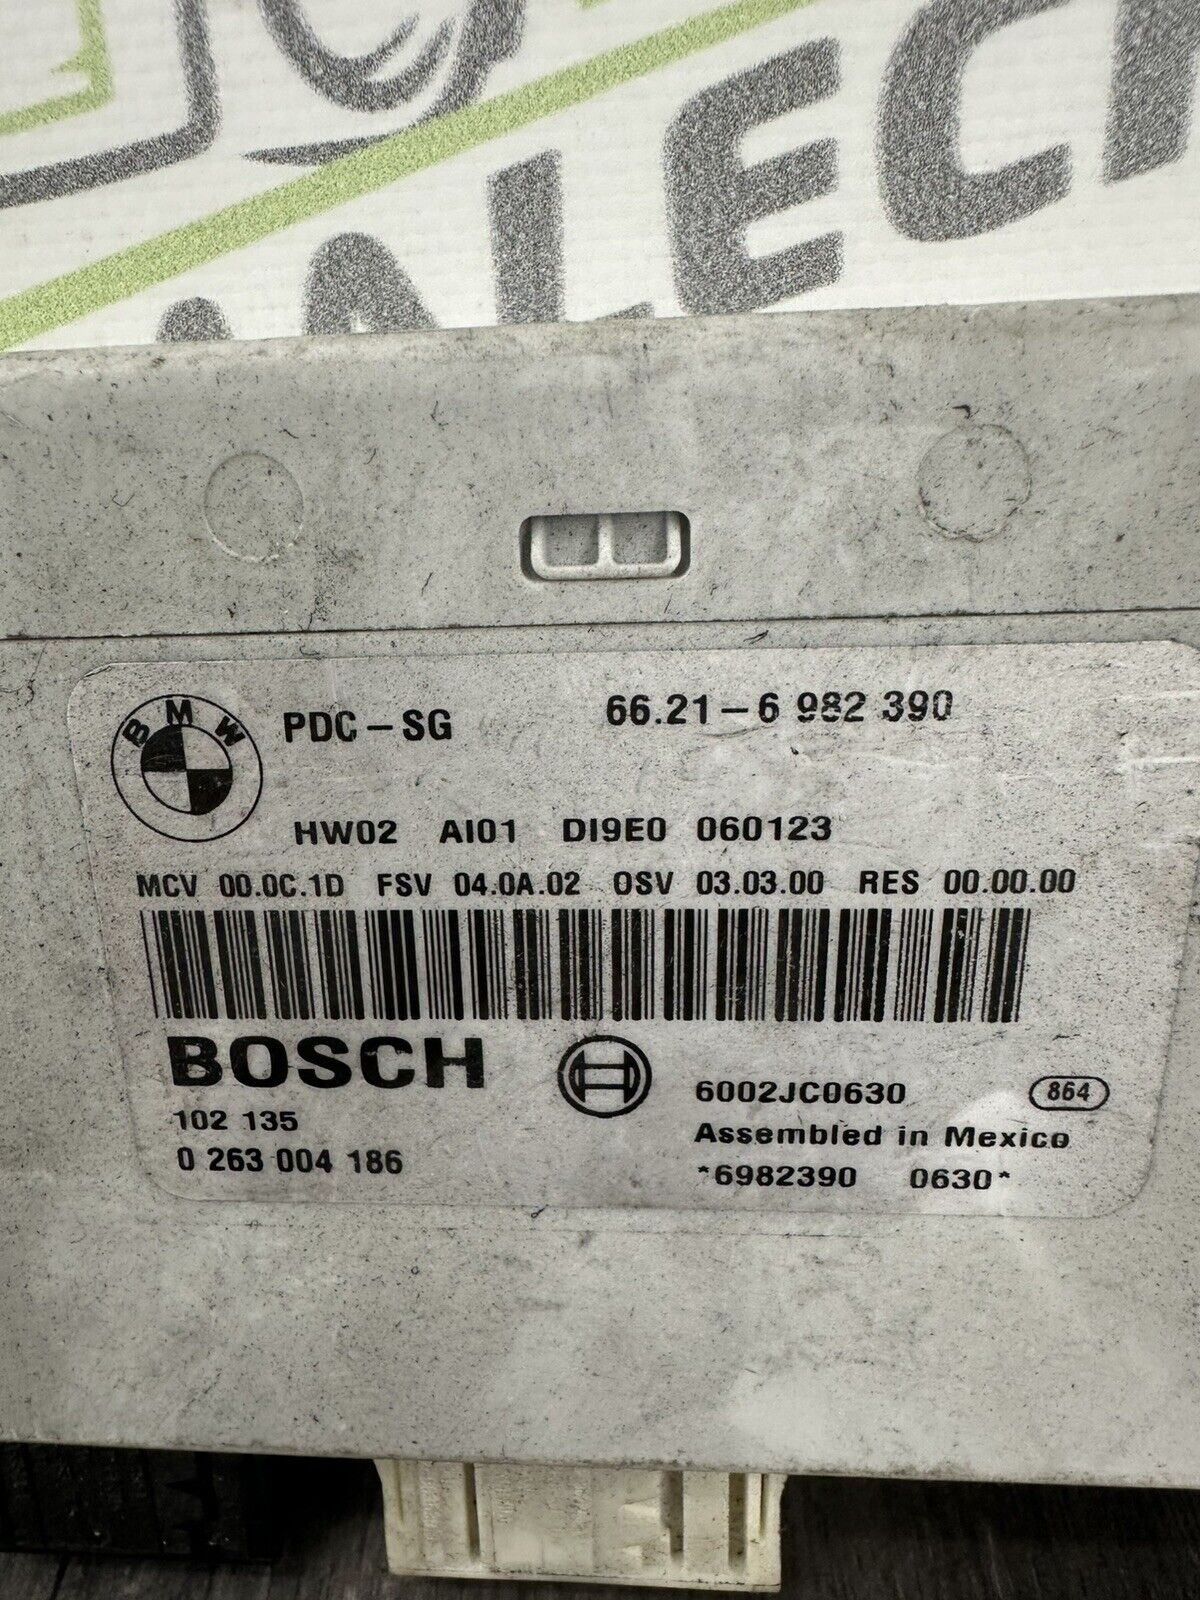 ALEC
BMW
PDC-SG 66.21-6 982 390
HW02 AI01 DI9E0 060123
MCV 00.0C.1D FSV 04.0A.02 OSV 03.03.00 RES 00.00.00
BOSCH
102 135
0 263 004 186
6002JC0630 864
Assembled in Mexico
*6982390 0630*